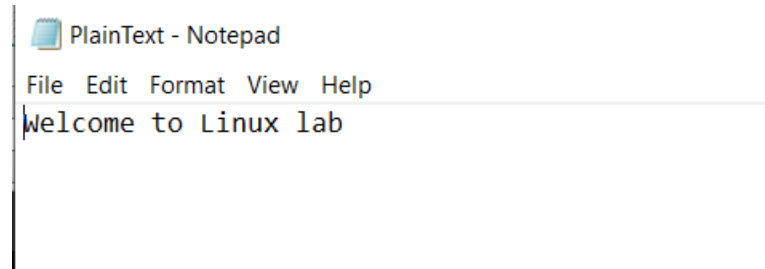 PlainText - Notepad
File Edit Format View Help
Welcome to Linux lab